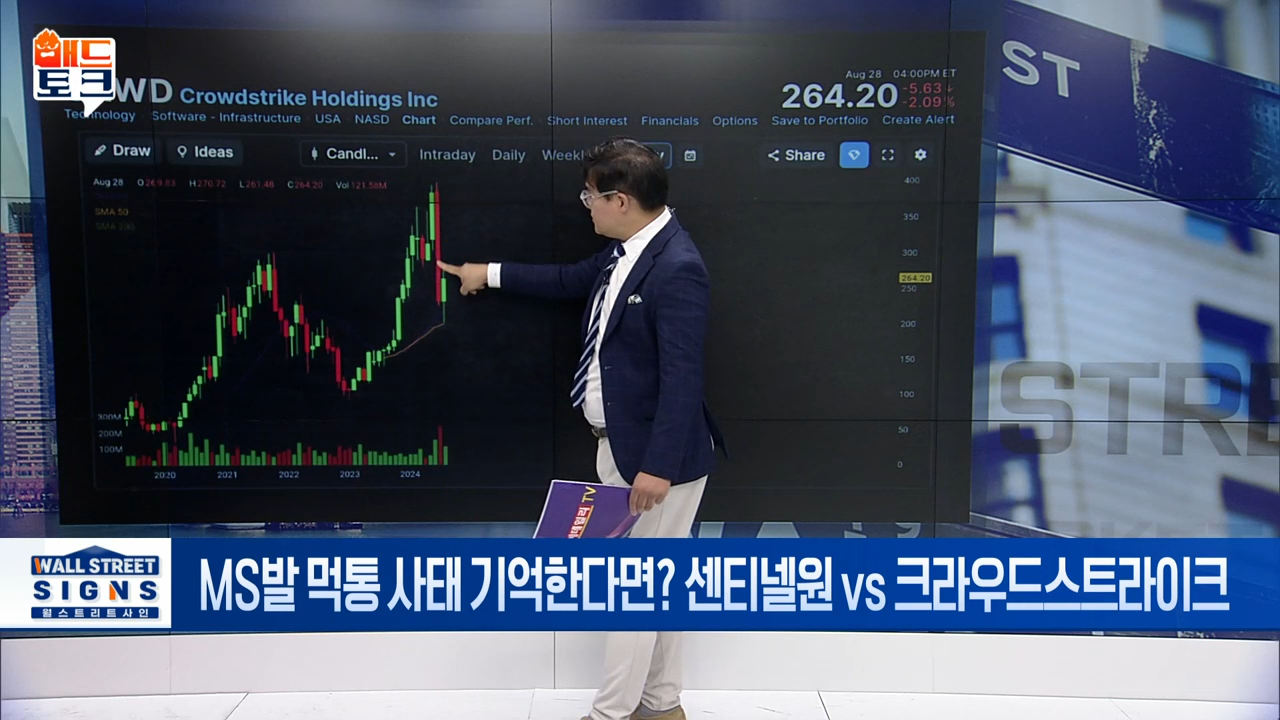 매드
토크
WD Crowdstrike Holdings Inc
Aug 28 04:00PM ET
264.20
-5.63
-2.09%
Technology · Software - Infrastructure · USA · NASD Chart Compare Perf. Short Interest Financials Options Save to Portfolio Create Alert
Draw Ideas Candl... Intraday Daily Weekl y Share
Aug 28 O269.83 H270.72 L261.48 C264.20 Vol121.58M
SMA 50
SMA 200
400
350
300
264.20
250
200
150
100
50
0
300M
200M
100M
2020 2021 2022 2023 2024
ST
STRE
TV
WALL STREET
SIGNS
월스트리트사인
MS발 먹통 사태 기억한다면? 센티넬원 vs 크라우드스트라이크